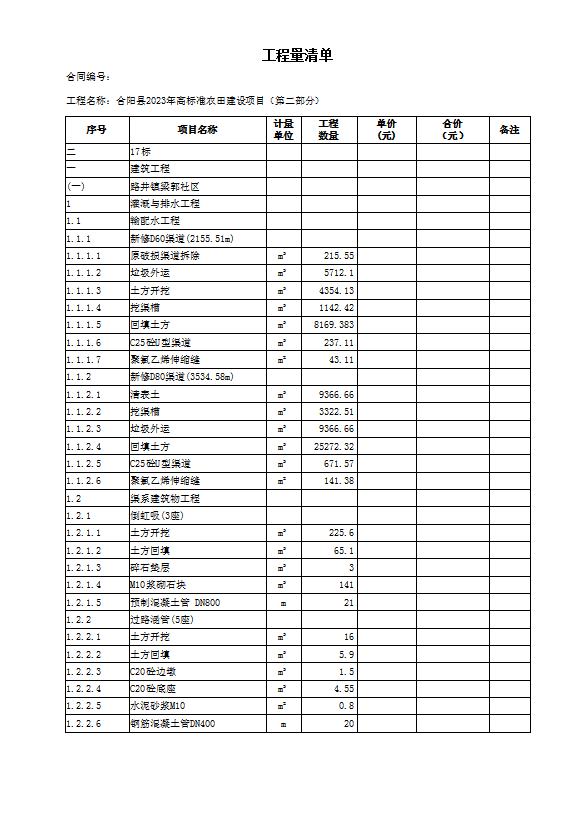 工程量清单
合同编号:
工程名称: 合阳县2023年高标准农田建设项目（第二部分）
序号 项目名称 计量单位 工程数量 单价(元) 合价（元） 备注
二 17标
一 建筑工程
(一) 路井镇梁郭社区
1 灌溉与排水工程
1.1 输配水工程
1.1.1 新修D60渠道(2155.51m)
1.1.1.1 原破损渠道拆除 m³ 215.55
1.1.1.2 垃圾外运 m³ 5712.1
1.1.1.3 土方开挖 m³ 4354.13
1.1.1.4 挖渠槽 m³ 1142.42
1.1.1.5 回填土方 m³ 8169.383
1.1.1.6 C25砼U型渠道 m³ 237.11
1.1.1.7 聚氯乙烯伸缩缝 m² 43.11
1.1.2 新修D80渠道(3534.58m)
1.1.2.1 清表土 m³ 9366.66
1.1.2.2 挖渠槽 m³ 3322.51
1.1.2.3 垃圾外运 m³ 9366.66
1.1.2.4 回填土方 m³ 25272.32
1.1.2.5 C25砼U型渠道 m³ 671.57
1.1.2.6 聚氯乙烯伸缩缝 m² 141.38
1.2 渠系建筑物工程
1.2.1 倒虹吸(3座)
1.2.1.1 土方开挖 m³ 225.6
1.2.1.2 土方回填 m³ 65.1
1.2.1.3 碎石垫层 m³ 3
1.2.1.4 M10浆砌石块 m³ 141
1.2.1.5 预制混凝土管 DN800 m 21
1.2.2 过路涵管(5座)
1.2.2.1 土方开挖 m³ 16
1.2.2.2 土方回填 m³ 5.9
1.2.2.3 C20砼边墩 m³ 1.5
1.2.2.4 C20砼底座 m³ 4.55
1.2.2.5 水泥砂浆M10 m² 0.8
1.2.2.6 钢筋混凝土管DN400 m 20